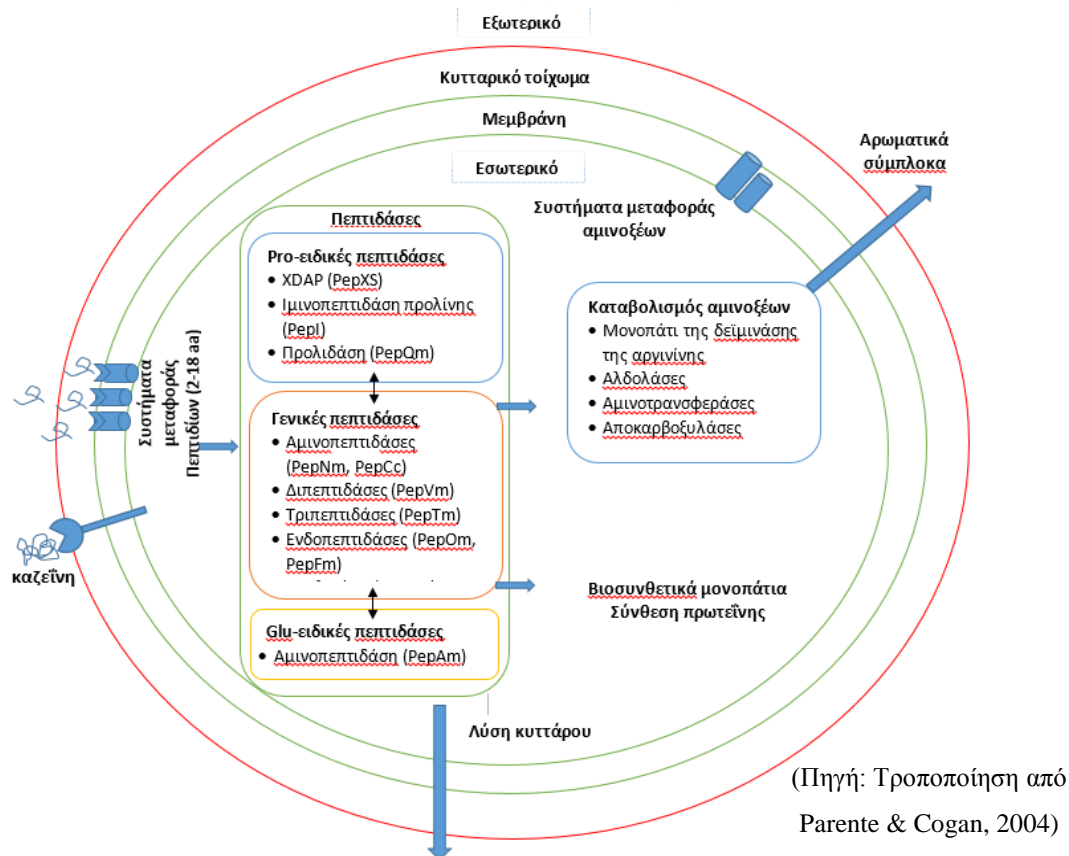 Εξωτερικό
Κυτταρικό τοίχωμα
Μεμβράνη
Εσωτερικό
Αρωματικά
σύμπλοκα
Συστήματα μεταφοράς
αμινοξέων
Πεπτιδάσες
Pro-ειδικές πεπτιδάσες
• XDAP (PepXS)
• Ιμινοπεπτιδάση προλίνης
(PepI)
• Προλιδάση (PepQm)
Συστήματα
μεταφοράς
Πεπτιδίων (2-18 aa)
Γενικές πεπτιδάσες
• Αμινοπεπτιδάσες
(PepNm, PepCc)
• Διπεπτιδάσες (PepVm)
• Τριπεπτιδάσες (PepTm)
• Ενδοπεπτιδάσες (PepOm,
PepFm)
Glu-ειδικές πεπτιδάσες
• Αμινοπεπτιδάση (PepAm)
Καταβολισμός αμινοξέων
• Μονοπάτι της δεϊμινάσης
της αργινίνης
• Αλδολάσες
• Αμινοτρανσφεράσες
• Αποκαρβοξυλάσες
καζεΐνη
Βιοσυνθετικά μονοπάτια
Σύνθεση πρωτεΐνης
Λύση κυττάρου
(Πηγή: Τροποποίηση από
Parente & Cogan, 2004)